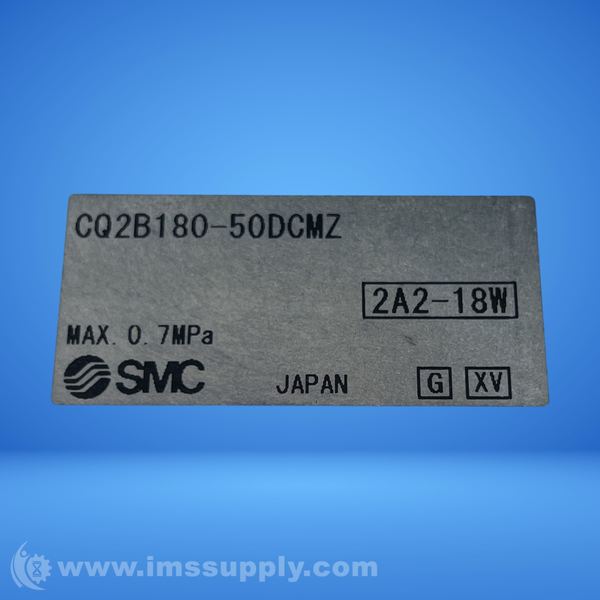 CQ2B180-50DCMZ
2A2-18W
MAX. 0.7MPa
SMC JAPAN G XV
www.imssupply.com